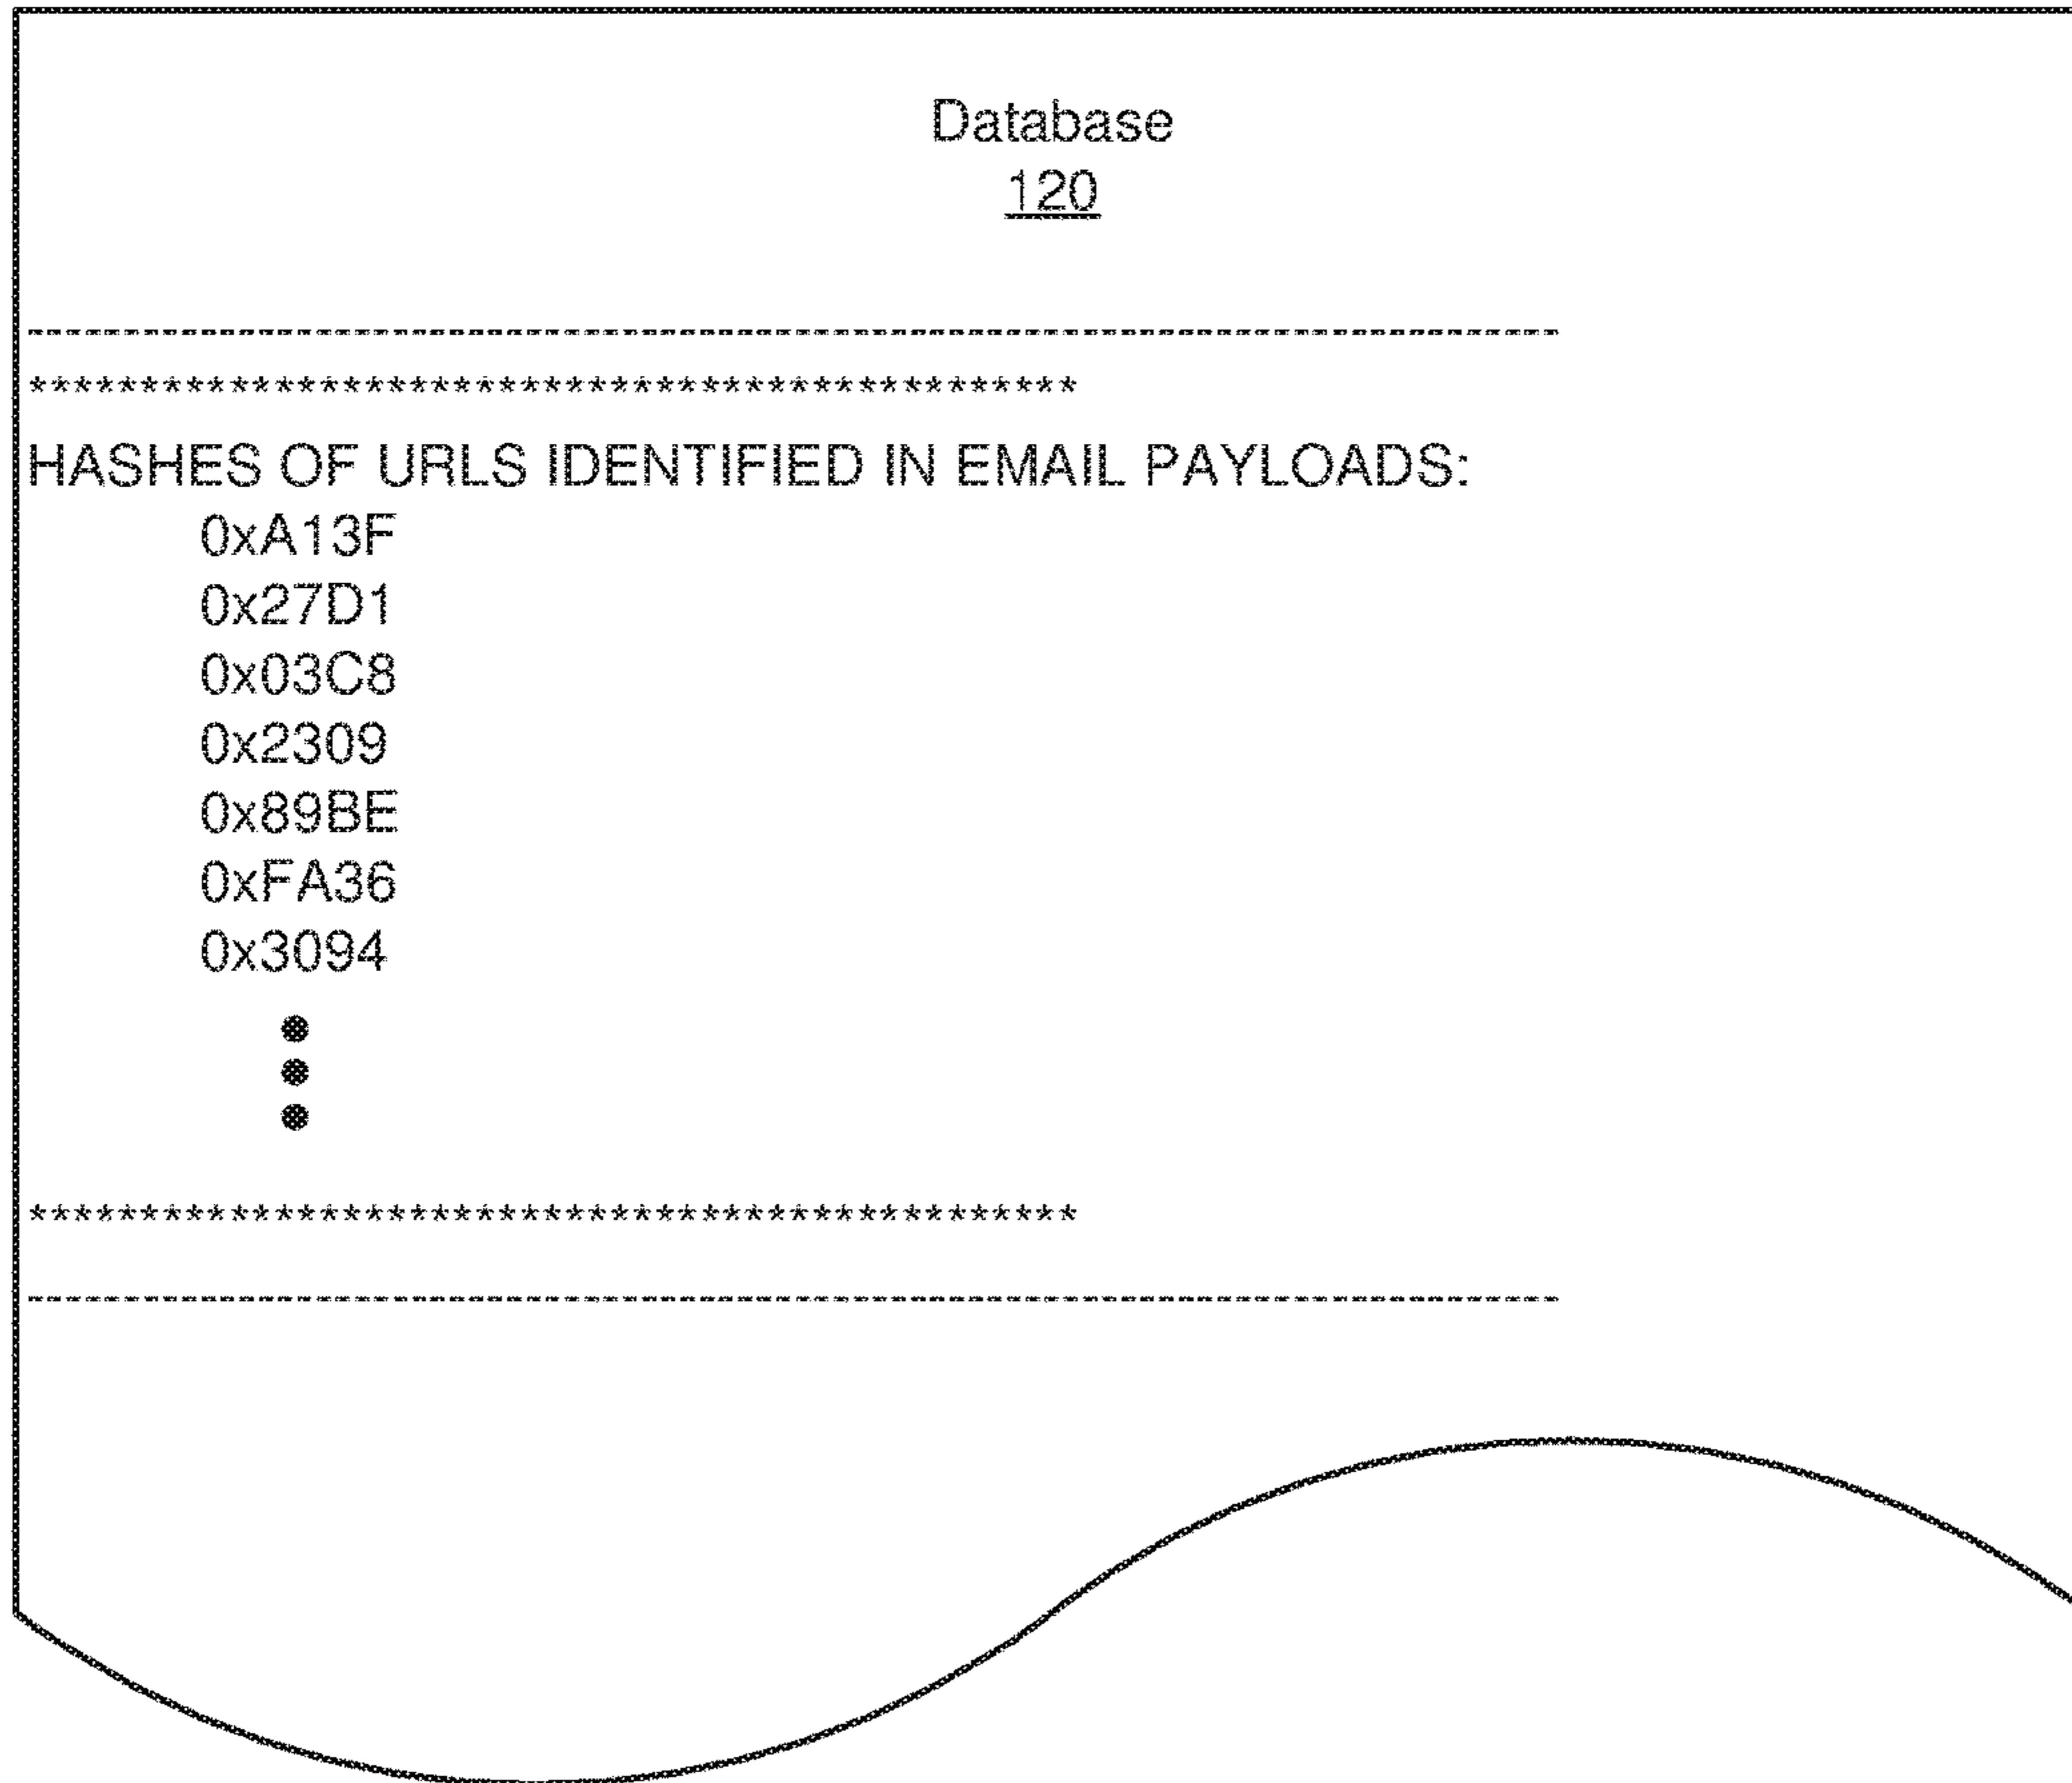 Database
120
--------------------------------------------------------------------------------
***********************************************
HASHES OF URLS IDENTIFIED IN EMAIL PAYLOADS:
0xA13F
0x27D1
0x03C8
0x2309
0x89BE
0xFA36
0x3094
●
●
●
***********************************************
--------------------------------------------------------------------------------